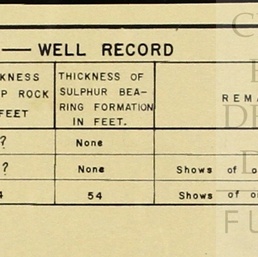 — WELL RECORD
KNESS THICKNESS OF
P ROCK SULPHUR BEA- REMA
FEET RING FORMATION
IN FEET.
? None
? None Shows of o
4 54 Shows of o